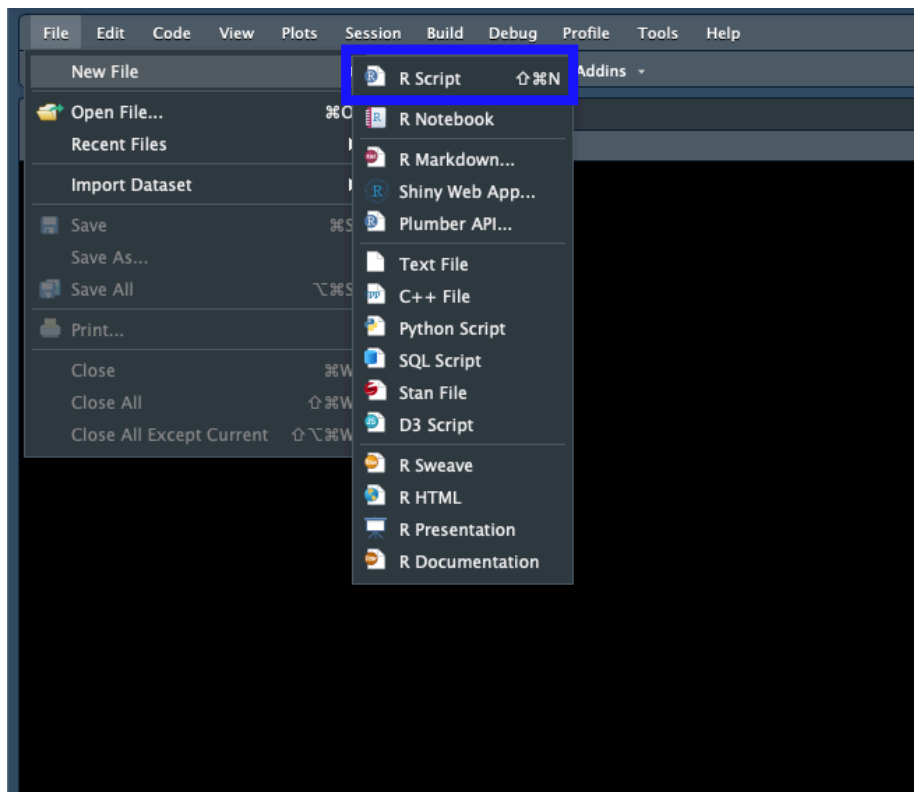 File Edit Code View Plots Session Build Debug Profile Tools Help
New File
Addins
Open File... ⌘O
Recent Files
Import Dataset
Save ⌘S
Save As...
Save All ⌥⌘S
Print...
Close ⌘W
Close All ⇧⌘W
Close All Except Current ⇧⌥⌘W
R Script ⇧⌘N
R Notebook
R Markdown...
Shiny Web App...
Plumber API...
Text File
C++ File
Python Script
SQL Script
Stan File
D3 Script
R Sweave
R HTML
R Presentation
R Documentation